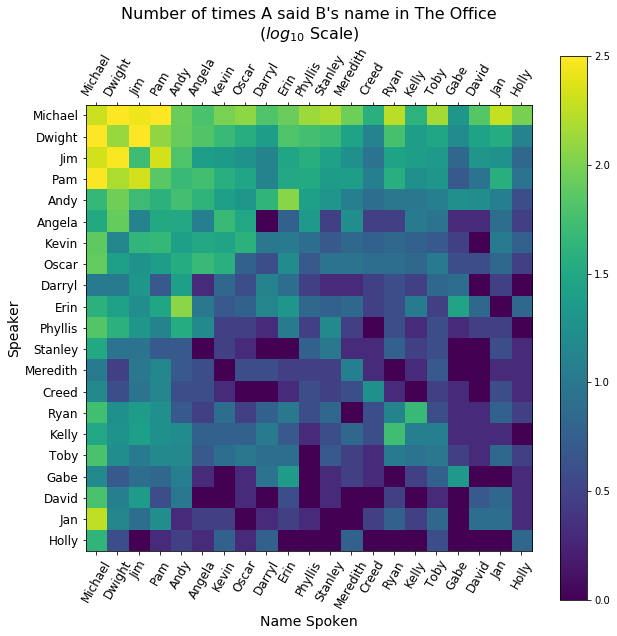 Number of times A said B's name in The Office
(log10 Scale)
Michael Dwight Jim Pam Andy Angela Kevin Oscar Darryl Erin Phyllis Stanley Meredith Creed Ryan Kelly Toby Gabe David Jan Holly
2.5
Michael
Dwight
Jim
2.0
Pam
Andy
Angela
Kevin
1.5
Oscar
Darryl
Erin
Speaker
Phyllis
Stanley
1.0
Meredith
Creed
Ryan
Kelly
Toby
0.5
Gabe
David
Jan
Holly
0.0
Michael Dwight Jim Pam Andy Angela Kevin Oscar Darryl Erin Phyllis Stanley Meredith Creed Ryan Kelly Toby Gabe David Jan Holly
Name Spoken